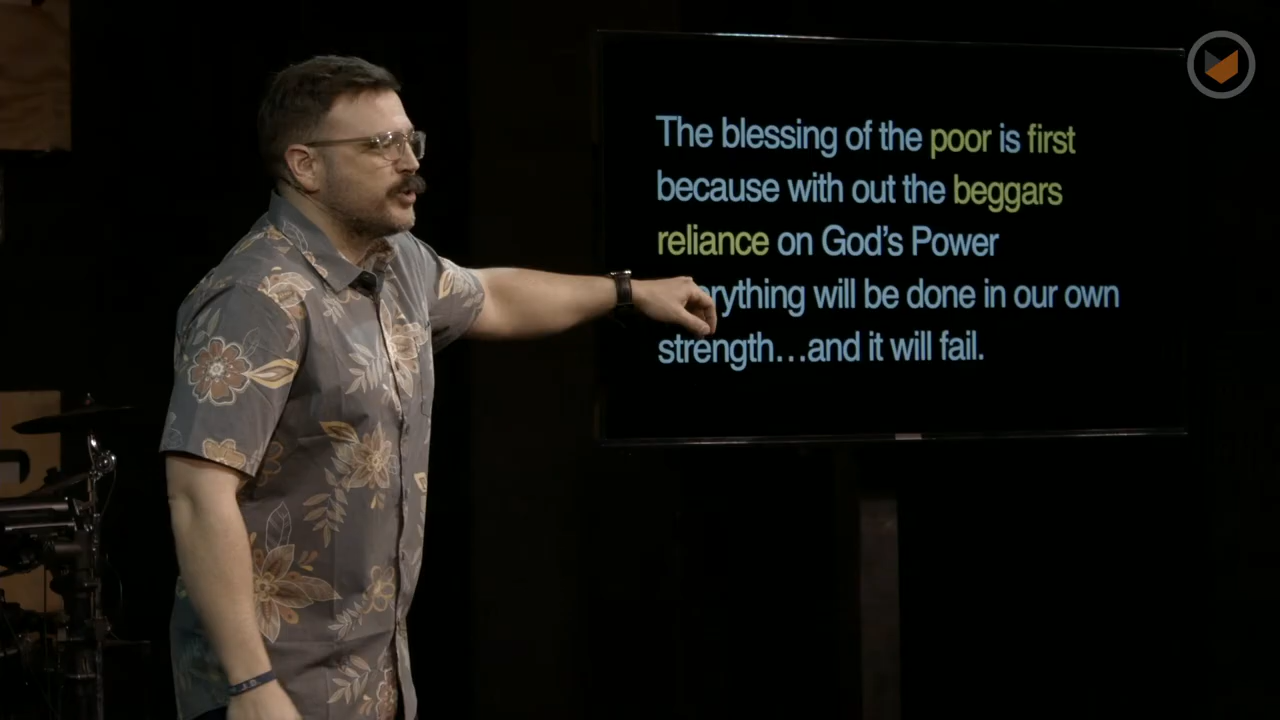 The blessing of the poor is first
because with out the beggars
reliance on God's Power
erything will be done in our own
strength...and it will fail.